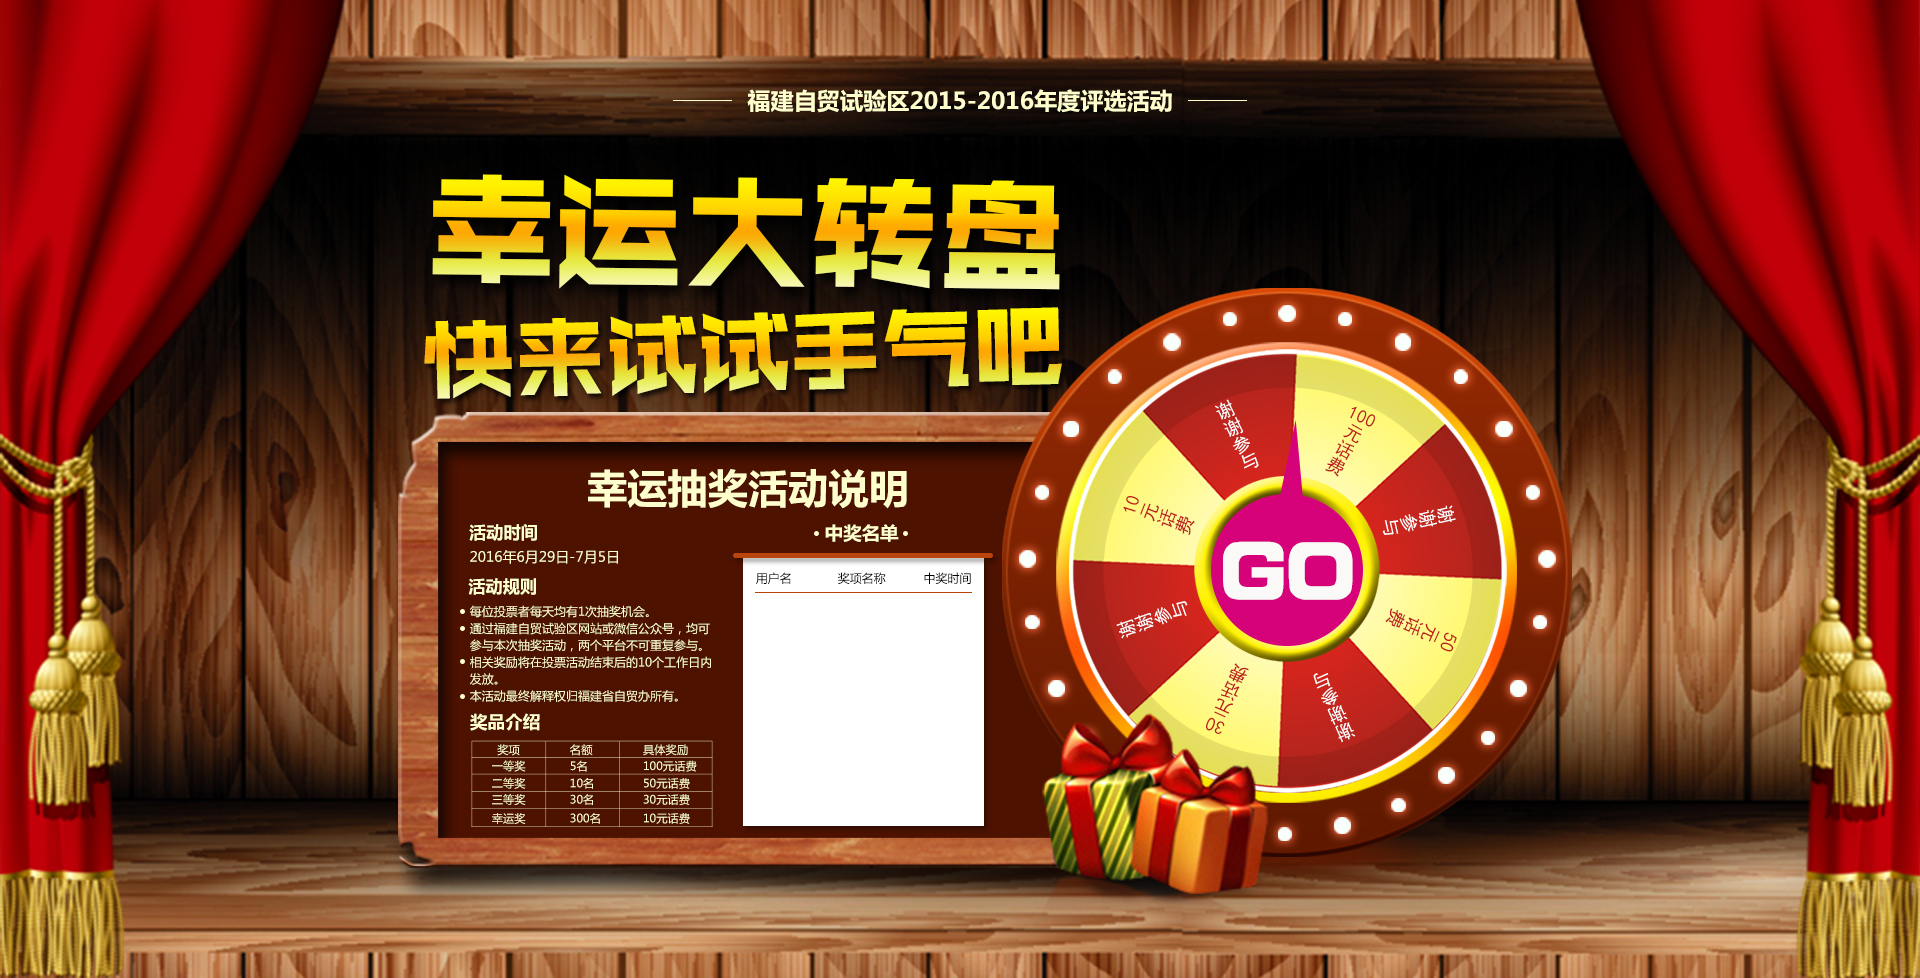 福建自贸试验区2015-2016年度评选活动
幸运大转盘
快来试试手气吧
幸运抽奖活动说明
活动时间
2016年6月29日-7月5日
活动规则
• 每位投票者每天均有1次抽奖机会。
• 通过福建自贸试验区网站或微信公众号，均可
参与本次抽奖活动，两个平台不可重复参与。
• 相关奖励将在投票活动结束后的10个工作日内
发放。
• 本活动最终解释权归福建省自贸办所有。
奖品介绍
奖项 名额 具体奖励
一等奖 5名 100元话费
二等奖 10名 50元话费
三等奖 30名 30元话费
幸运奖 300名 10元话费
• 中奖名单 •
用户名 奖项名称 中奖时间
谢谢参与
100元话费
谢谢参与
50元话费
谢谢参与
30元话费
谢谢参与
10元话费
GO